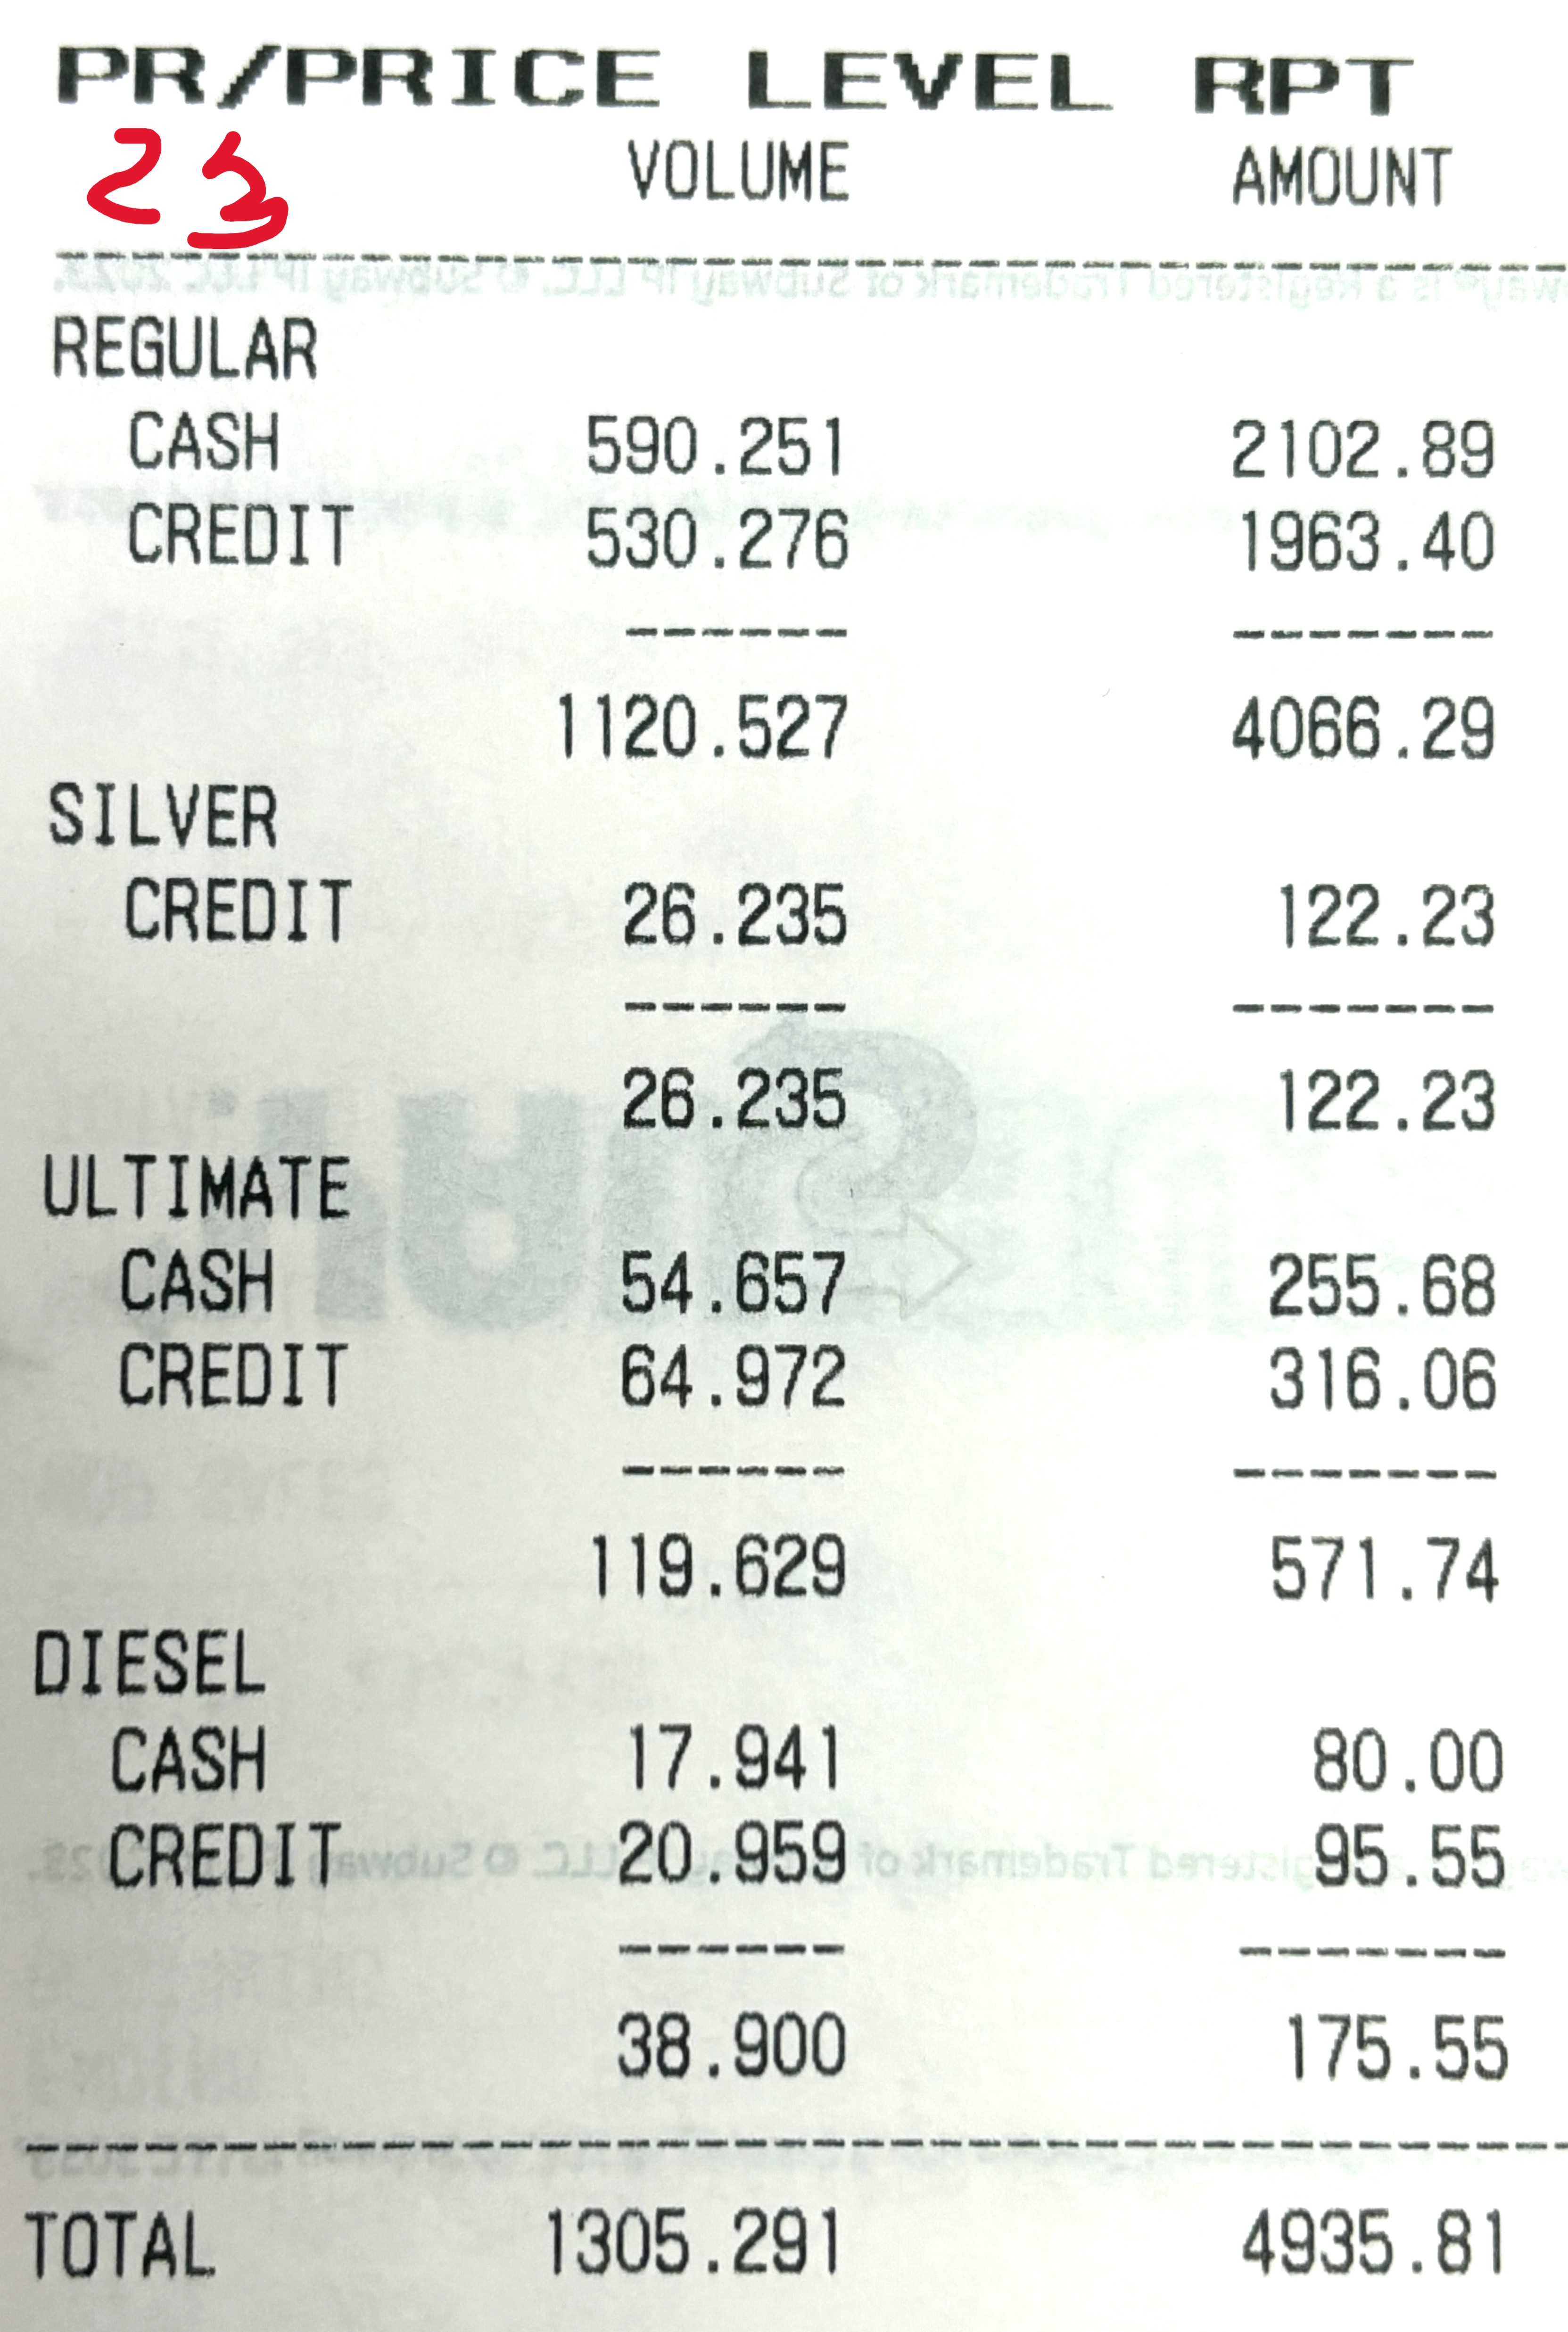 PR/PRICE LEVEL RPT
23 VOLUME AMOUNT
REGULAR
CASH 590.251 2102.89
CREDIT 530.276 1963.40
1120.527 4066.29
SILVER
CREDIT 26.235 122.23
26.235 122.23
ULTIMATE
CASH 54.657 255.68
CREDIT 64.972 316.06
119.629 571.74
DIESEL
CASH 17.941 80.00
CREDIT 20.959 95.55
38.900 175.55
TOTAL 1305.291 4935.81